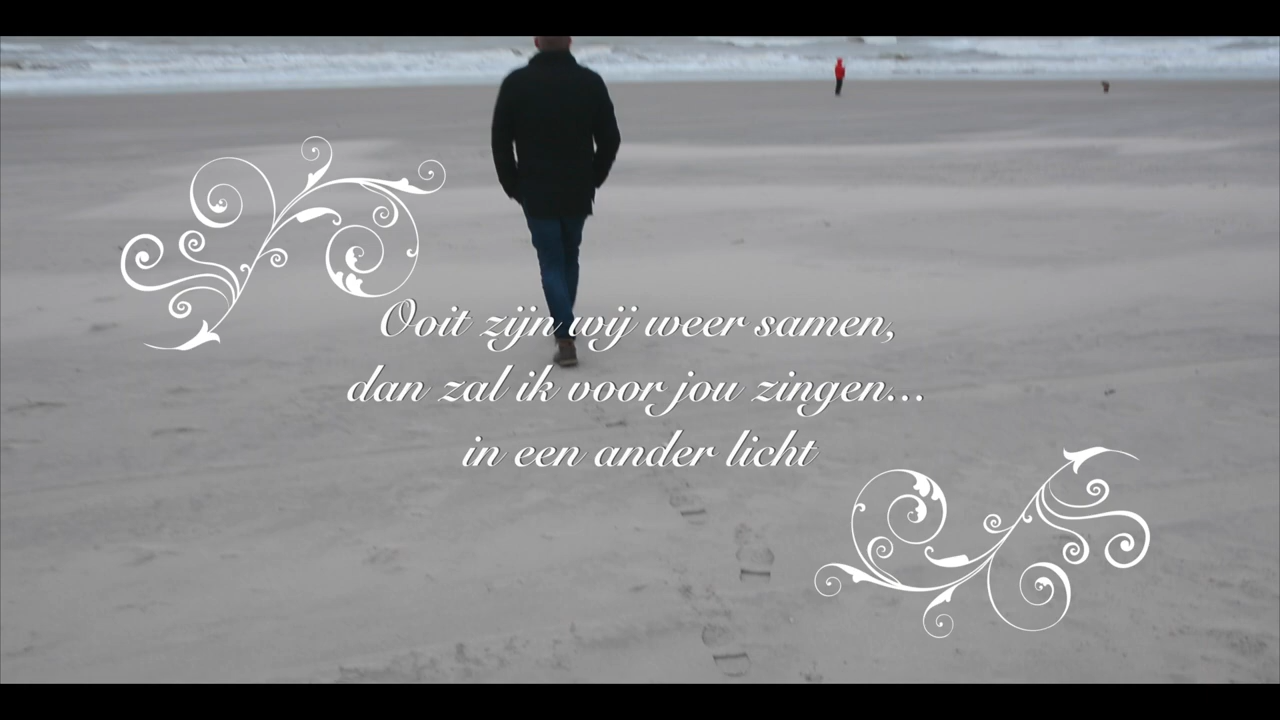 Ooit zijn wij weer samen,
dan zal ik voor jou zingen...
in een ander licht